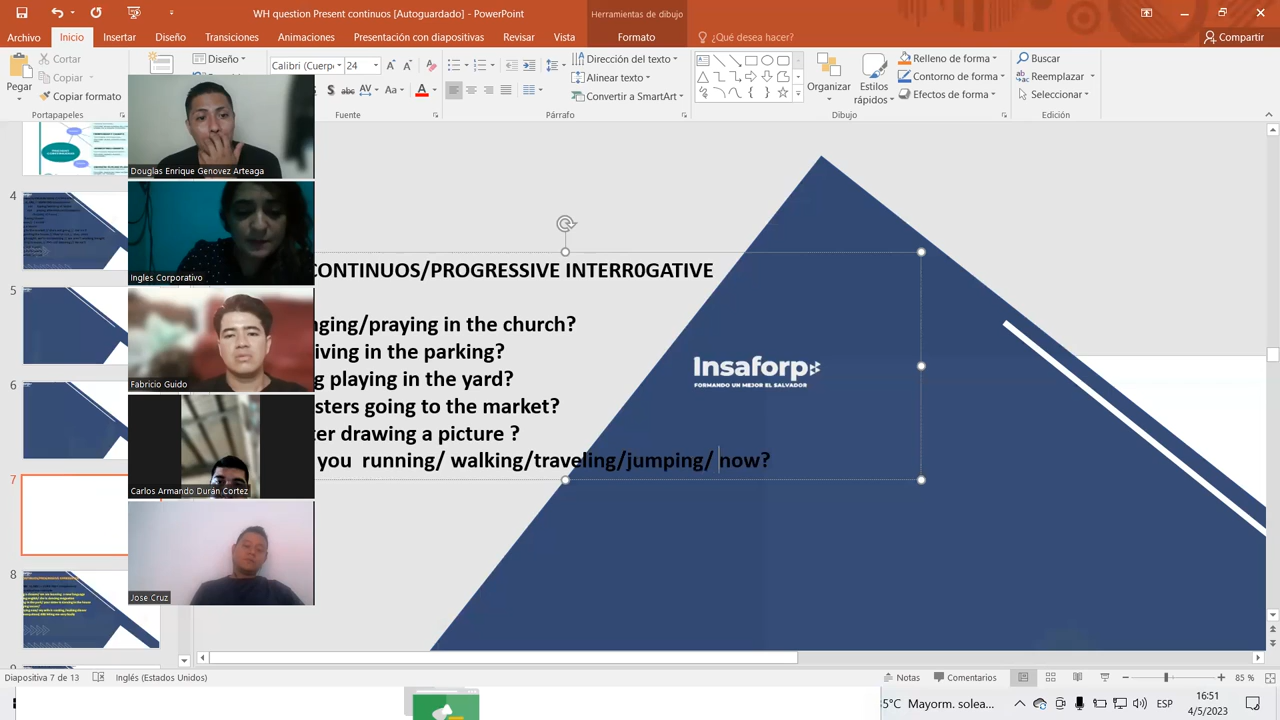 WH question Presentation [Autoguardado] - PowerPoint
Herramientas de dibujo
Archivo Inicio Insertar Diseño Transiciones Animaciones Presentación con diapositivas Revisar Vista Formato ¿Qué desea hacer? Compartir
Pegar
Cortar
Copiar
Copiar formato
Portapapeles
Diseño
Calibri (Cuerp 24
Fuente
Dirección del texto
Alinear texto
Convertir a SmartArt
Párrafo
Organizar
Estilos rápidos
Relleno de forma
Contorno de forma
Efectos de forma
Dibujo
Buscar
Reemplazar
Seleccionar
Edición
Douglas Enrique Genovez Arteaga
Ingles Corporativo
Fabricio Guido
Carlos Armando Durán Cortez
Jose Cruz
4
5
6
7
8
CONTINUOS/PROGRESSIVE INTERR0GATIVE
nging/praying in the church?
iving in the parking?
g playing in the yard?
sters going to the market?
ter drawing a picture ?
you running/ walking/traveling/jumping/ now?
Insaforp
FORMANDO UN MEJOR EL SALVADOR
Diapositiva 7 de 13
Inglés (Estados Unidos)
Notas
Comentarios
85 %
5°C Mayorm. solea...
ESP
16:51
4/5/2023